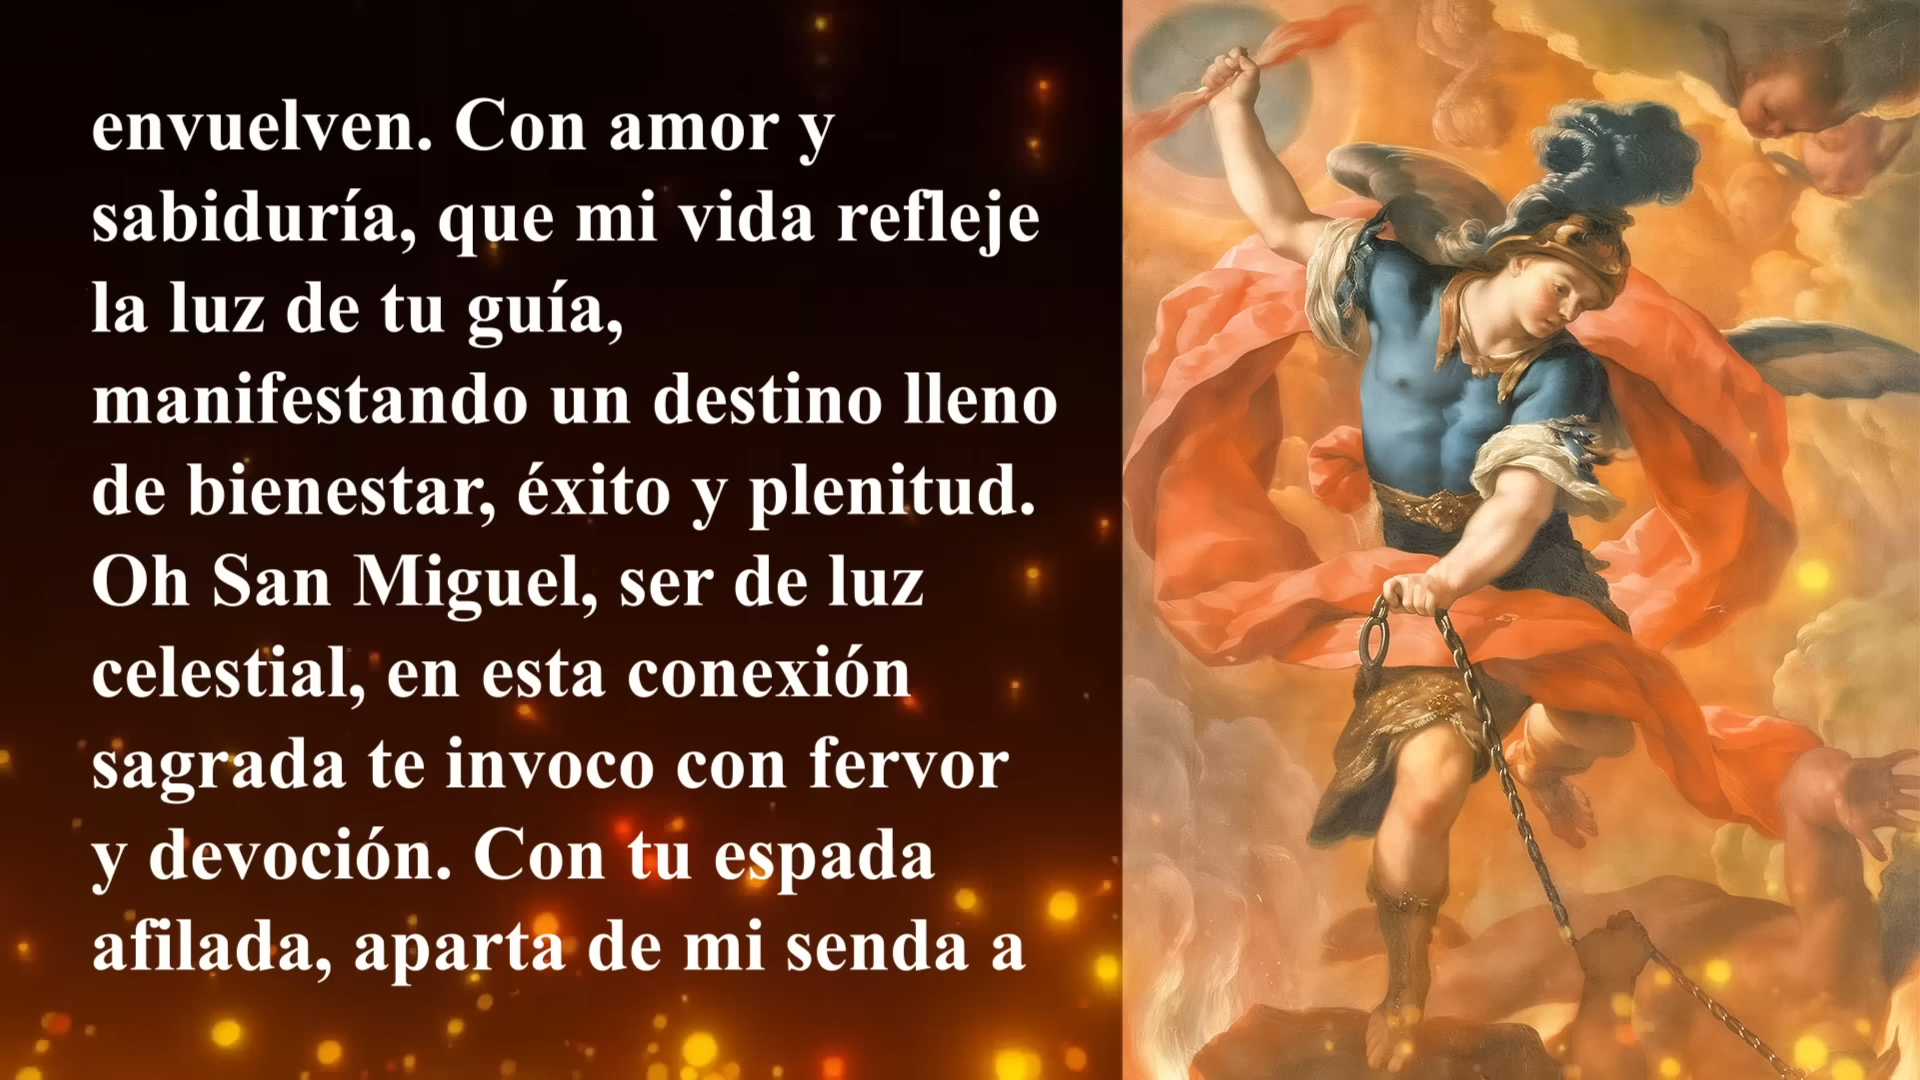 envuelven. Con amor y
sabiduría, que mi vida refleje
la luz de tu guía,
manifestando un destino lleno
de bienestar, éxito y plenitud.
Oh San Miguel, ser de luz
celestial, en esta conexión
sagrada te invoco con fervor
y devoción. Con tu espada
afilada, aparta de mi senda a